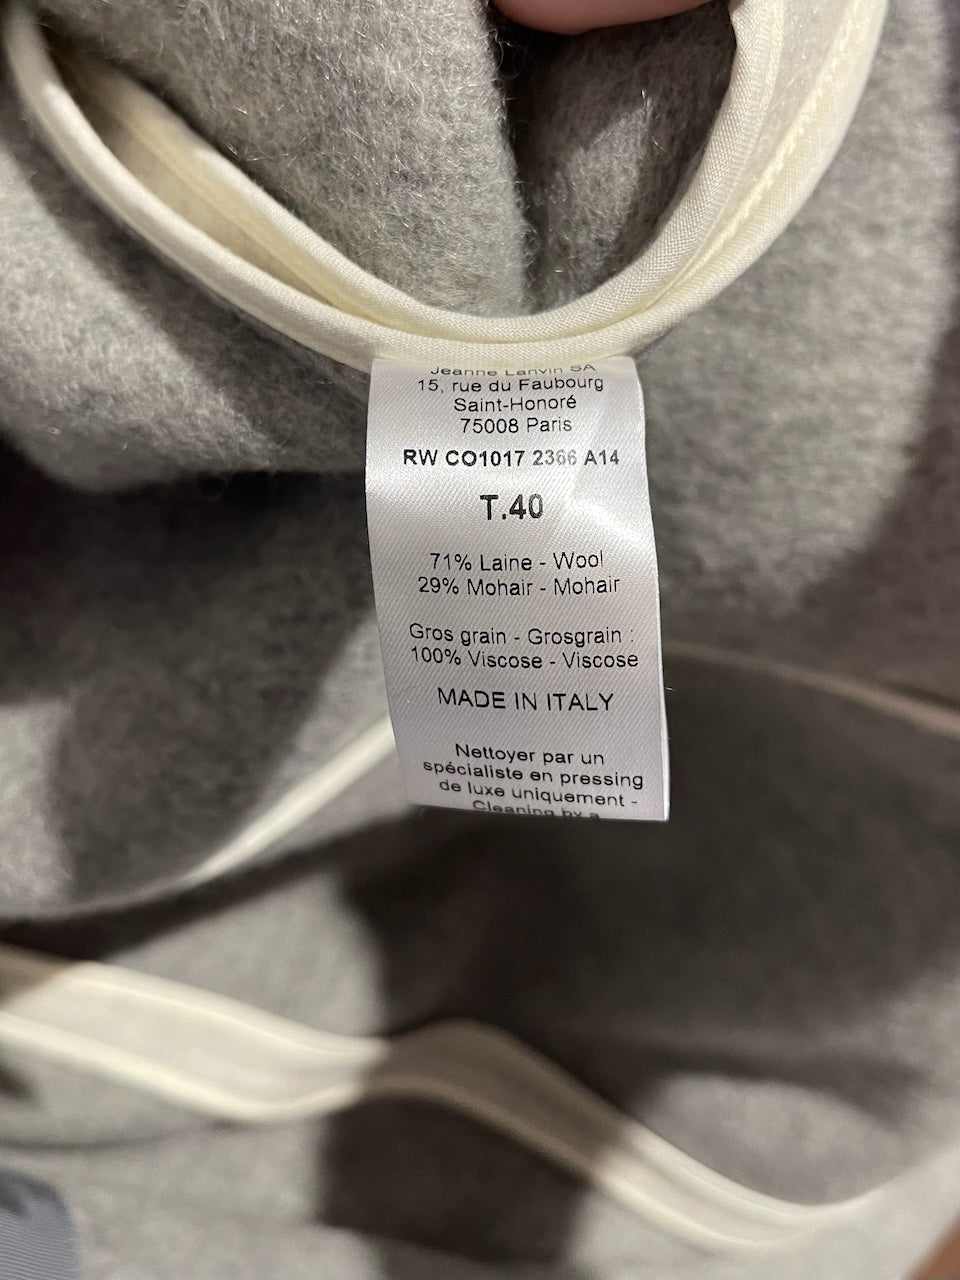 Jeanne Lanvin SA
15, rue du Faubourg
Saint-Honoré
75008 Paris
RW CO1017 2366 A14
T.40
71% Laine - Wool
29% Mohair - Mohair
Gros grain - Grosgrain :
100% Viscose - Viscose
MADE IN ITALY
Nettoyer par un
spécialiste en pressing
de luxe uniquement -
Cleaning by a